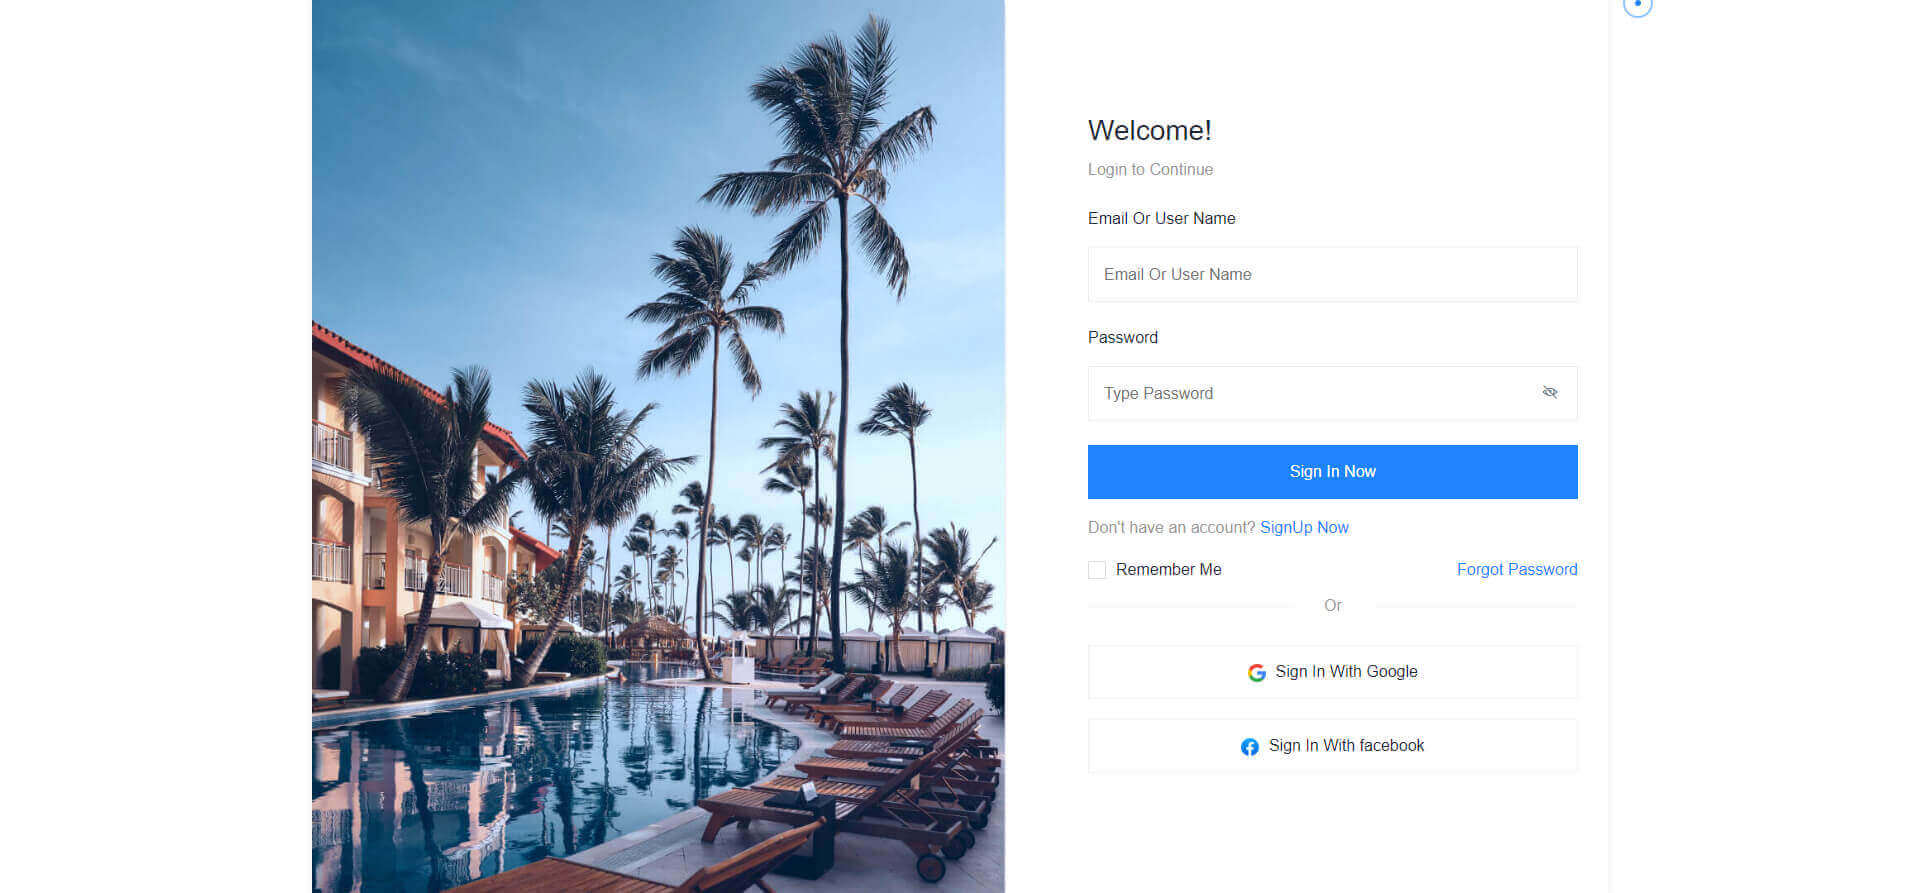 Welcome!
Login to Continue
Email Or User Name
Email Or User Name
Password
Type Password
Sign In Now
Don't have an account? SignUp Now
Remember Me Forgot Password
Or
Sign In With Google
Sign In With facebook